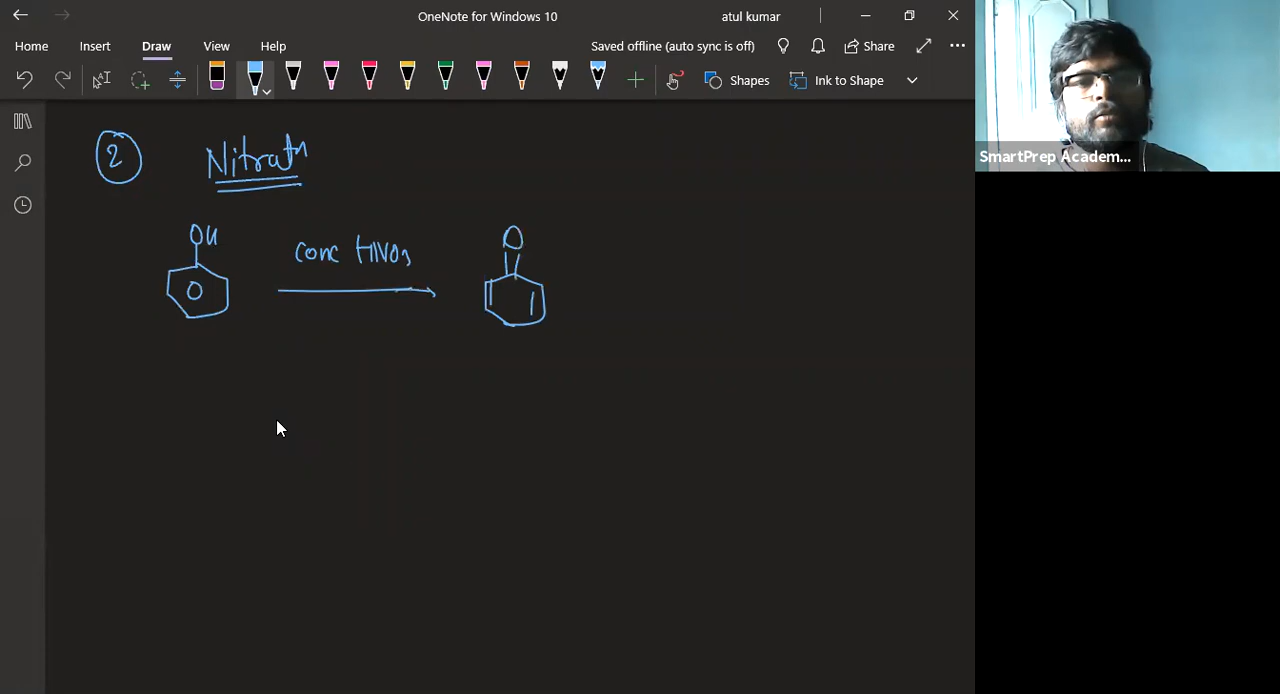 OneNote for Windows 10
atul kumar
Home Insert Draw View Help
Saved offline (auto sync is off)
Share
Shapes
Ink to Shape
SmartPrep Academ...
2 Nitratn
OH
conc HNO3
O